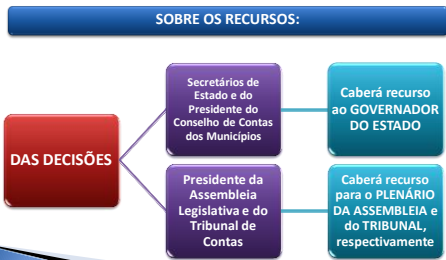 SOBRE OS RECURSOS:
DAS DECISÕES
Secretários de
Estado e do
Presidente do
Conselho de Contas
dos Municípios
Caberá recurso
ao GOVERNADOR
DO ESTADO
Presidente da
Assembleia
Legislativa e do
Tribunal de
Contas
Caberá recurso
para o PLENÁRIO
DA ASSEMBLEIA e
do TRIBUNAL,
respectivamente